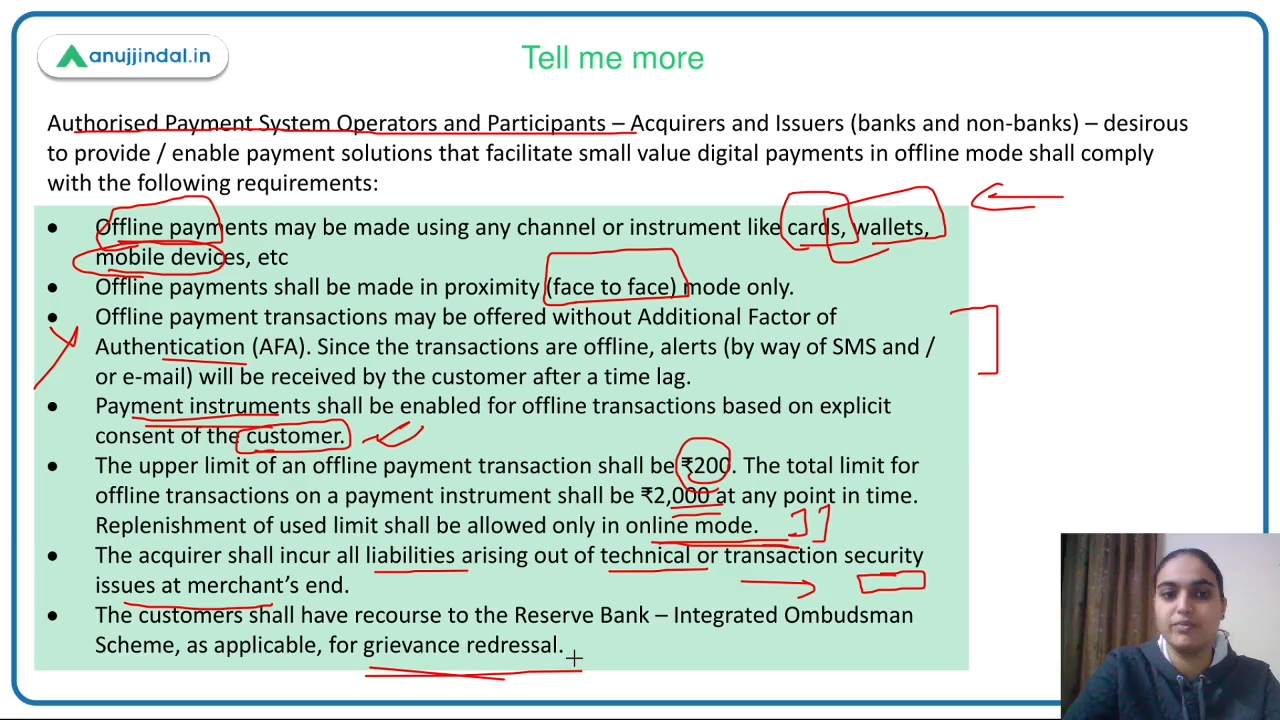 anujjindal.in
Tell me more
Authorised Payment System Operators and Participants – Acquirers and Issuers (banks and non-banks) – desirous
to provide / enable payment solutions that facilitate small value digital payments in offline mode shall comply
with the following requirements:
• Offline payments may be made using any channel or instrument like cards, wallets,
mobile devices, etc
• Offline payments shall be made in proximity (face to face) mode only.
• Offline payment transactions may be offered without Additional Factor of
Authentication (AFA). Since the transactions are offline, alerts (by way of SMS and /
or e-mail) will be received by the customer after a time lag.
• Payment instruments shall be enabled for offline transactions based on explicit
consent of the customer.
• The upper limit of an offline payment transaction shall be ₹200. The total limit for
offline transactions on a payment instrument shall be ₹2,000 at any point in time.
Replenishment of used limit shall be allowed only in online mode.
• The acquirer shall incur all liabilities arising out of technical or transaction security
issues at merchant's end.
• The customers shall have recourse to the Reserve Bank – Integrated Ombudsman
Scheme, as applicable, for grievance redressal.